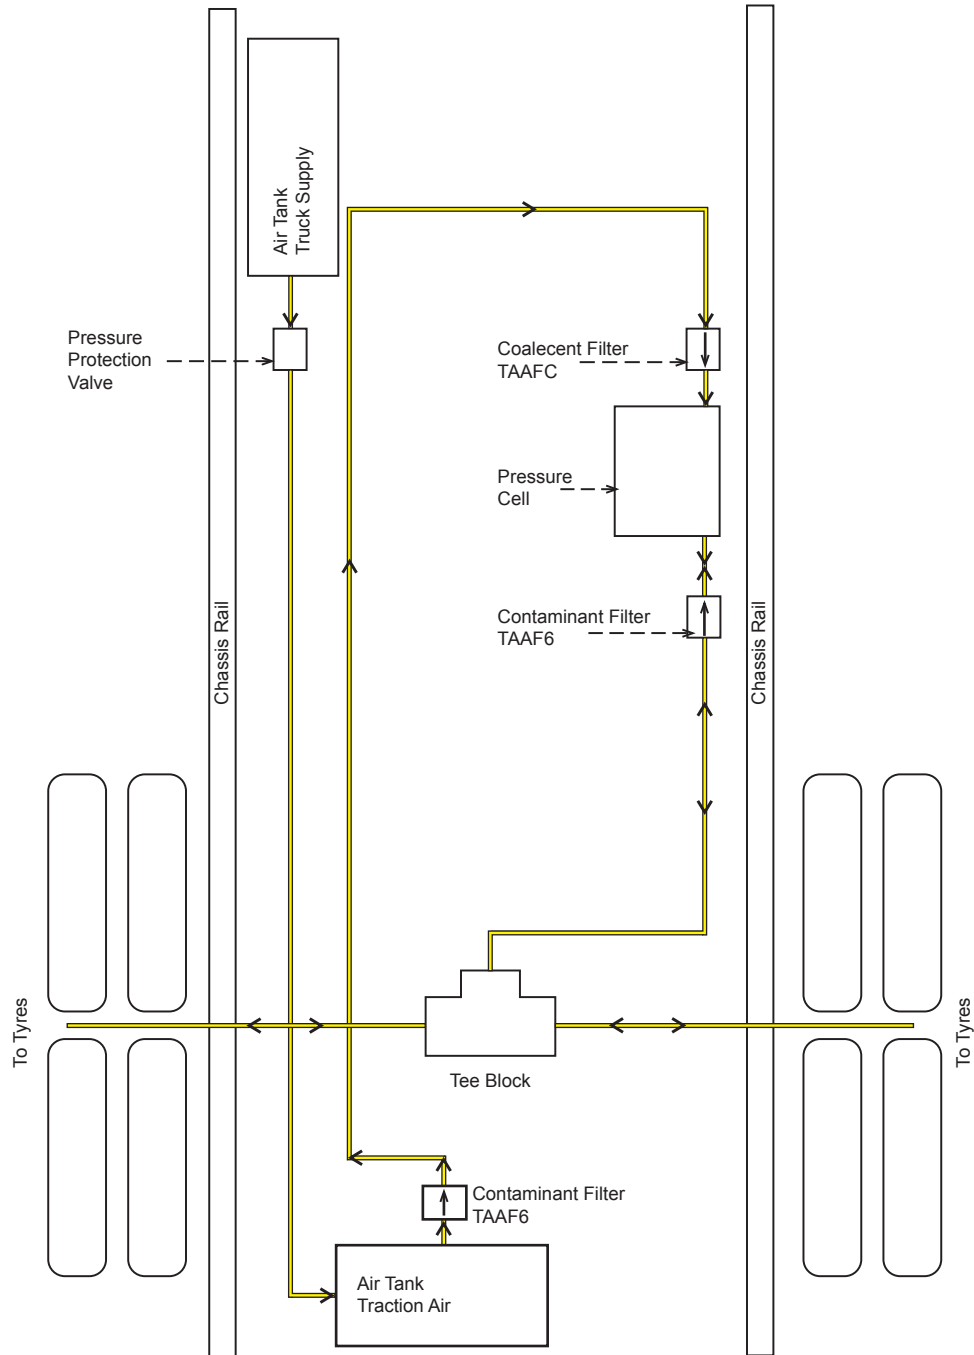 Air Tank
Truck Supply
Pressure
Protection
Valve
Coalecent Filter
TAAFC
Pressure
Cell
Contaminant Filter
TAAF6
Chassis Rail
Chassis Rail
To Tyres
To Tyres
Tee Block
Contaminant Filter
TAAF6
Air Tank
Traction Air